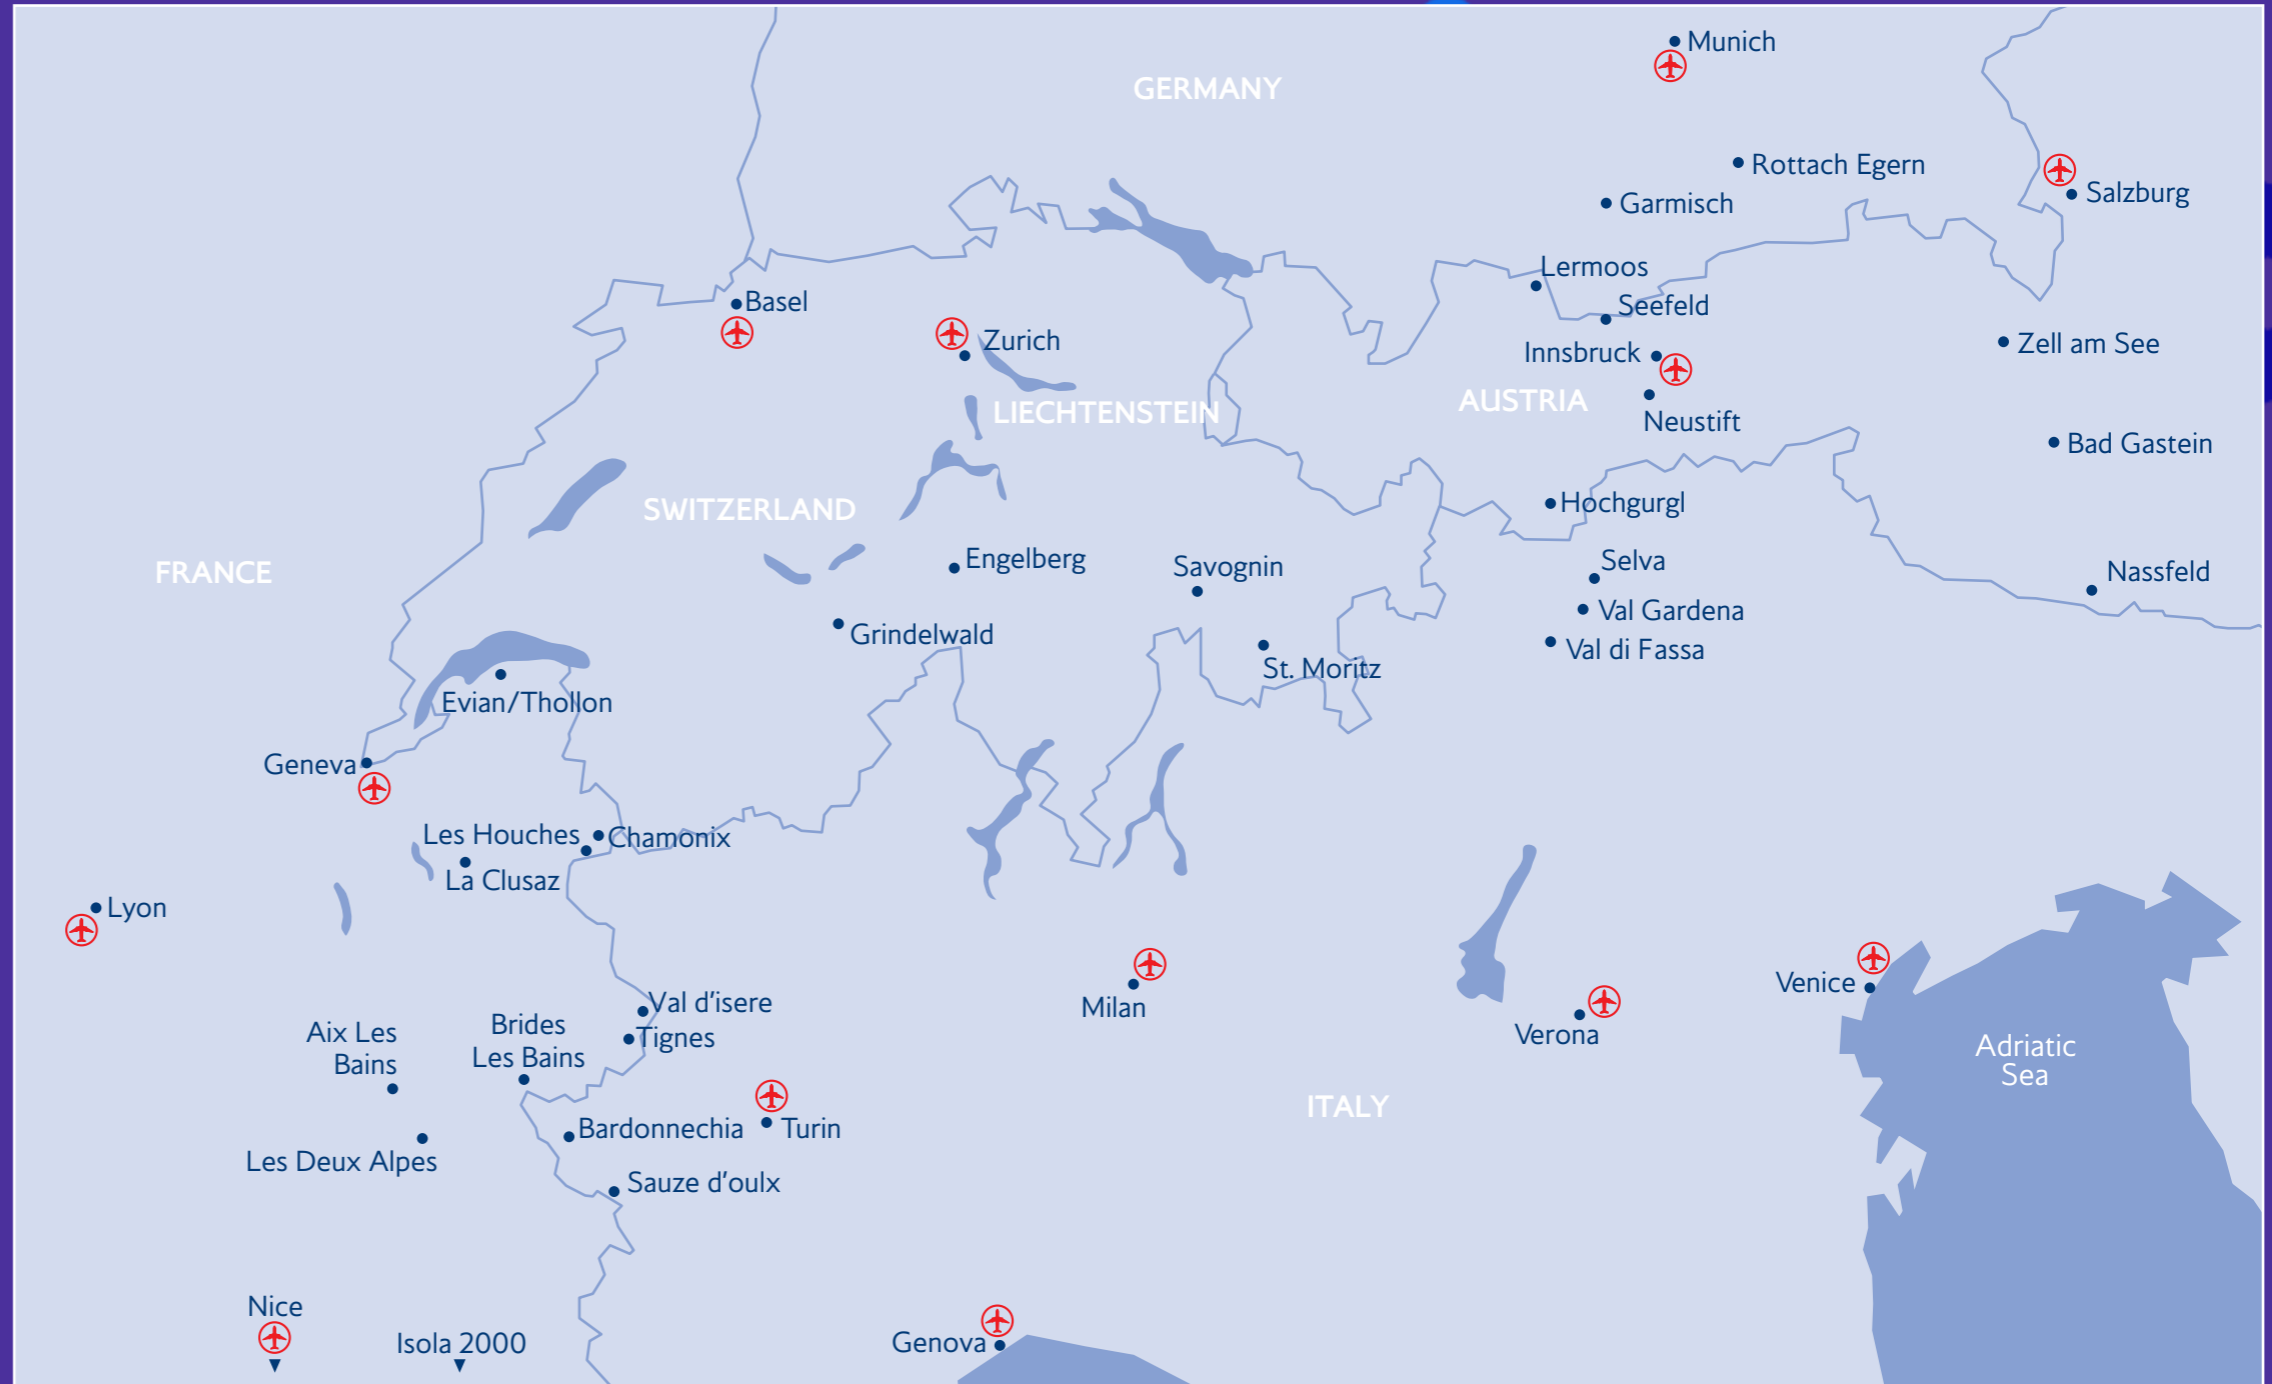 Munich
GERMANY
Rottach Egern
Salzburg
Garmisch
Lermoos
Basel
Seefeld
Zurich
Innsbruck
Zell am See
LIECHTENSTEIN
AUSTRIA
Neustift
Bad Gastein
SWITZERLAND
Hochgurgl
FRANCE
Engelberg
Savognin
Selva
Nassfeld
Val Gardena
Grindelwald
Val di Fassa
St. Moritz
Evian/Thollon
Geneva
Les Houches
Chamonix
La Clusaz
Lyon
Venice
Val d'isere
Milan
Aix Les
Bains
Brides
Les Bains
Tignes
Verona
Adriatic
Sea
ITALY
Bardonnechia
Turin
Les Deux Alpes
Sauze d'oulx
Nice
Isola 2000
Genova